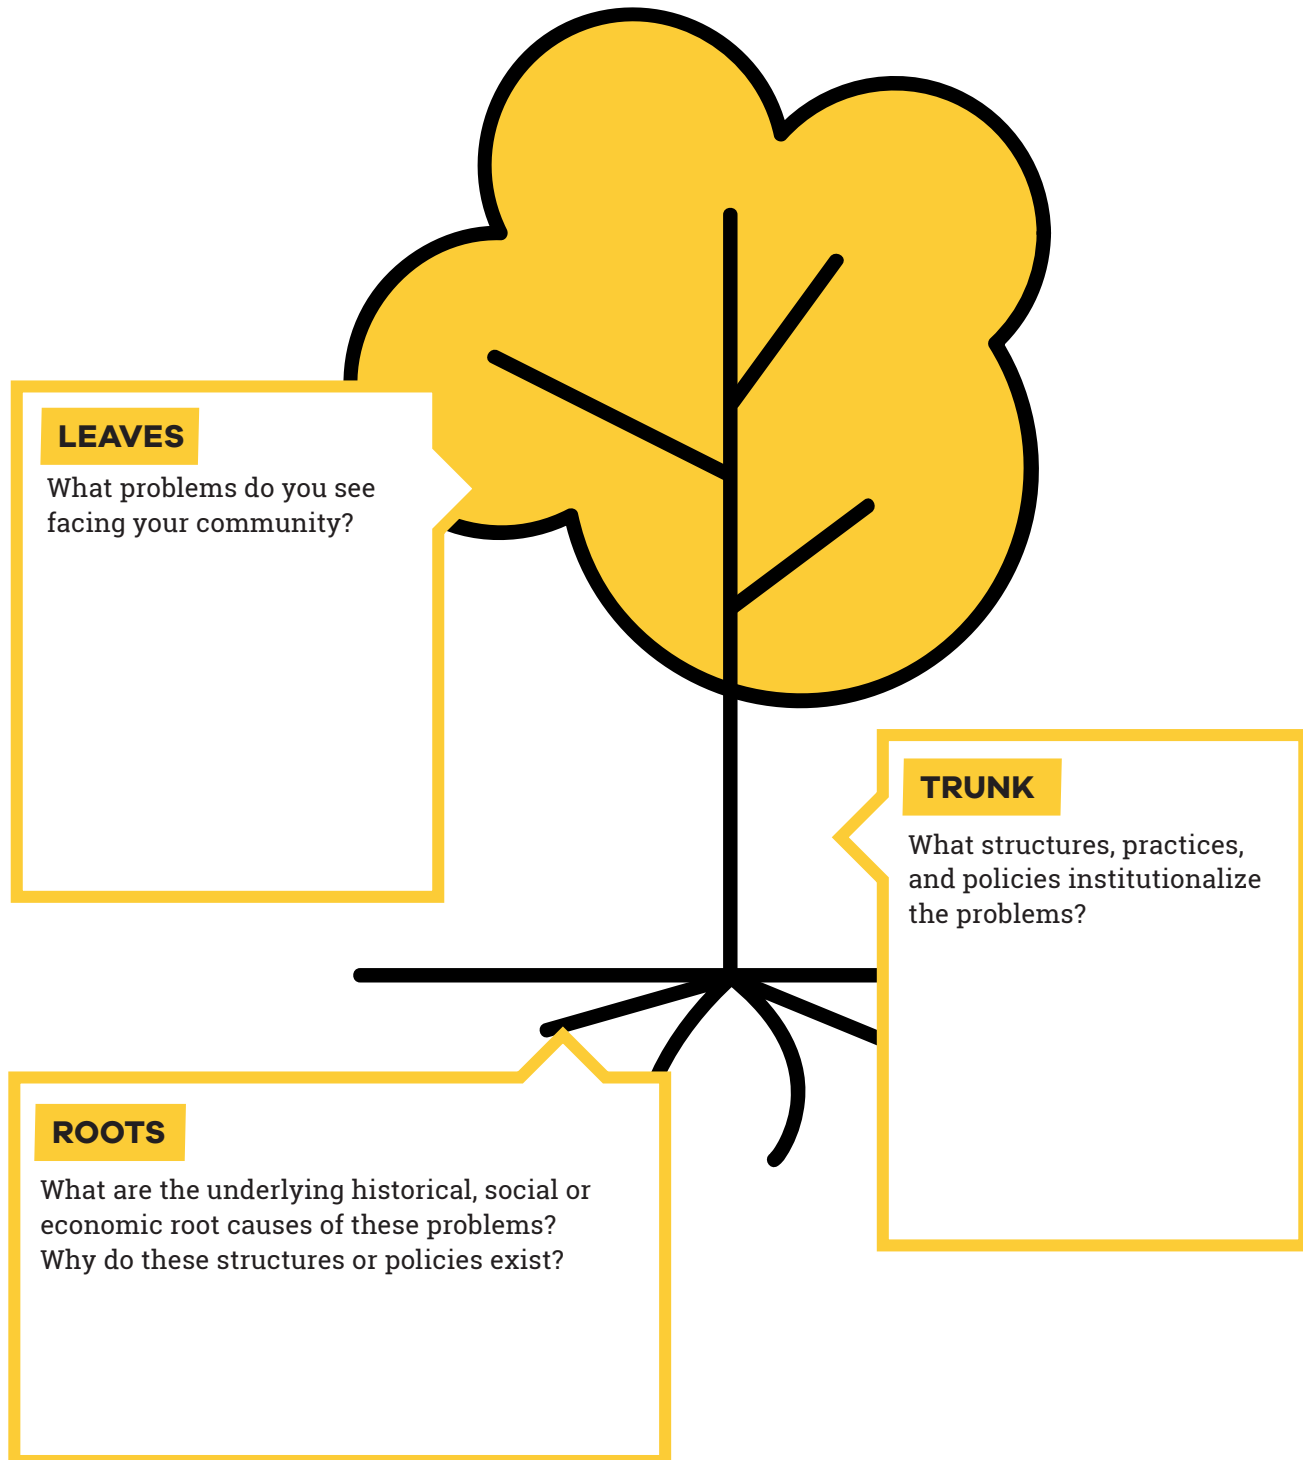 LEAVES
What problems do you see
facing your community?
TRUNK
What structures, practices,
and policies institutionalize
the problems?
ROOTS
What are the underlying historical, social or
economic root causes of these problems?
Why do these structures or policies exist?